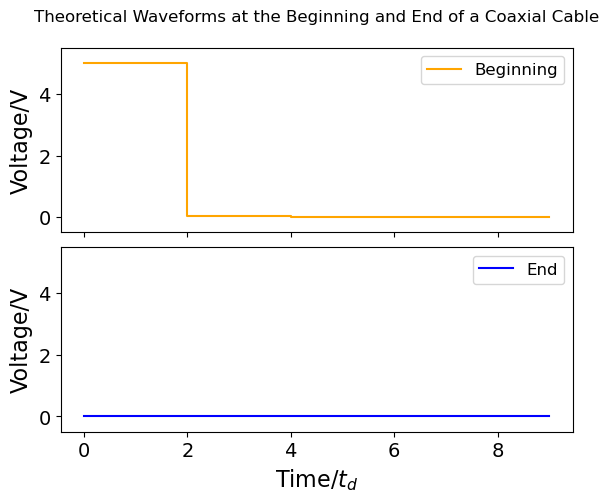 Theoretical Waveforms at the Beginning and End of a Coaxial Cable
Voltage/V
4
2
0
Beginning
Voltage/V
4
2
0
End
0 2 4 6 8
Time/t_d